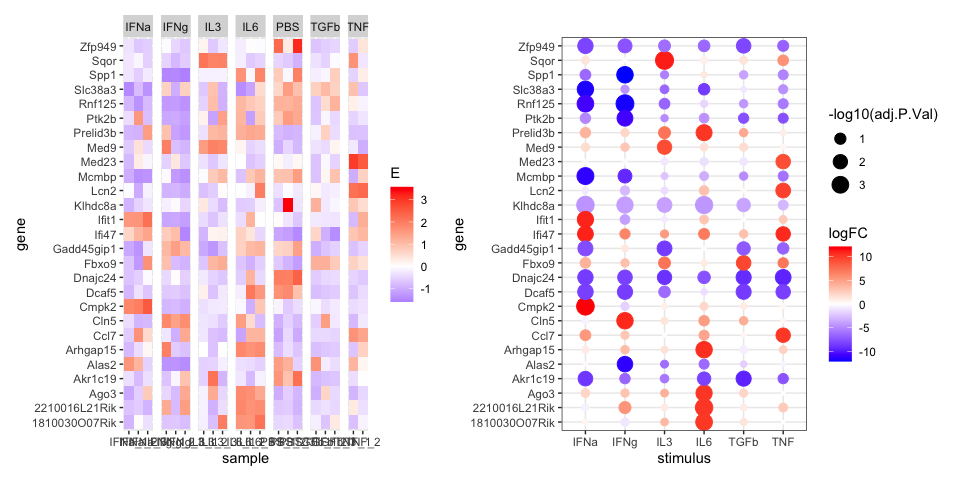 IFNa IFNg IL3 IL6 PBS TGFb TNF
Zfp949
Sqor
Spp1
Slc38a3
Rnf125
Ptk2b
Prelid3b
Med9
Med23
Mcmbp
Lcn2
Klhdc8a
Ifit1
Ifi47
Gadd45gip1
Fbxo9
Dnajc24
Dcaf5
Cmpk2
Cln5
Ccl7
Arhgap15
Alas2
Akr1c19
Ago3
2210016L21Rik
1810030O07Rik
gene
sample
E
3
2
1
0
-1
Zfp949
Sqor
Spp1
Slc38a3
Rnf125
Ptk2b
Prelid3b
Med9
Med23
Mcmbp
Lcn2
Klhdc8a
Ifit1
Ifi47
Gadd45gip1
Fbxo9
Dnajc24
Dcaf5
Cmpk2
Cln5
Ccl7
Arhgap15
Alas2
Akr1c19
Ago3
2210016L21Rik
1810030O07Rik
gene
IFNa IFNg IL3 IL6 TGFb TNF
stimulus
-log10(adj.P.Val)
1
2
3
logFC
10
5
0
-5
-10